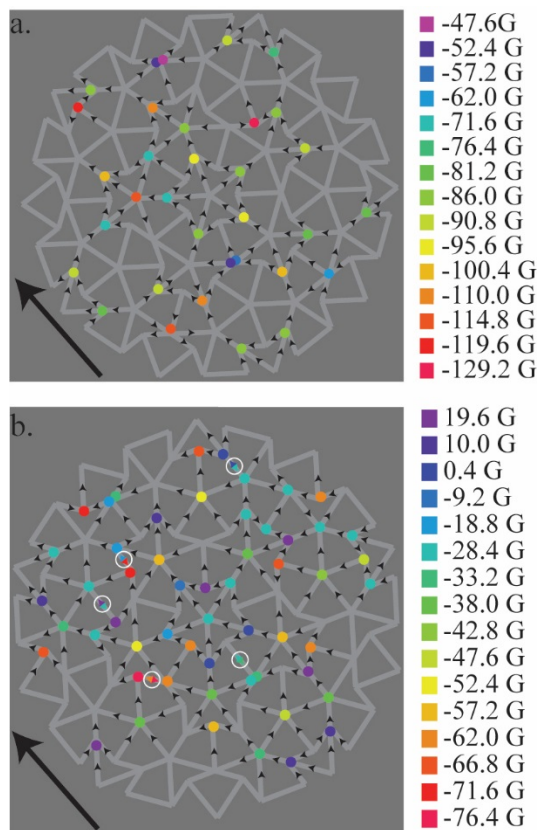 a.
-47.6G
-52.4 G
-57.2 G
-62.0 G
-71.6 G
-76.4 G
-81.2 G
-86.0 G
-90.8 G
-95.6 G
-100.4 G
-110.0 G
-114.8 G
-119.6 G
-129.2 G
b.
19.6 G
10.0 G
0.4 G
-9.2 G
-18.8 G
-28.4 G
-33.2 G
-38.0 G
-42.8 G
-47.6 G
-52.4 G
-57.2 G
-62.0 G
-66.8 G
-71.6 G
-76.4 G